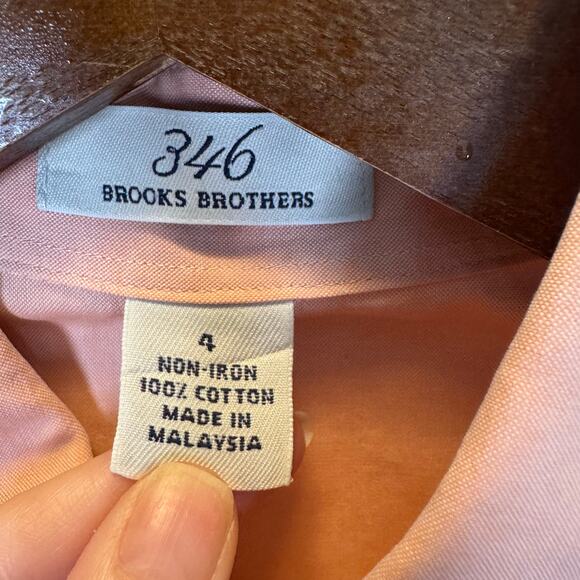 346
BROOKS BROTHERS
4
NON-IRON
100% COTTON
MADE IN
MALAYSIA